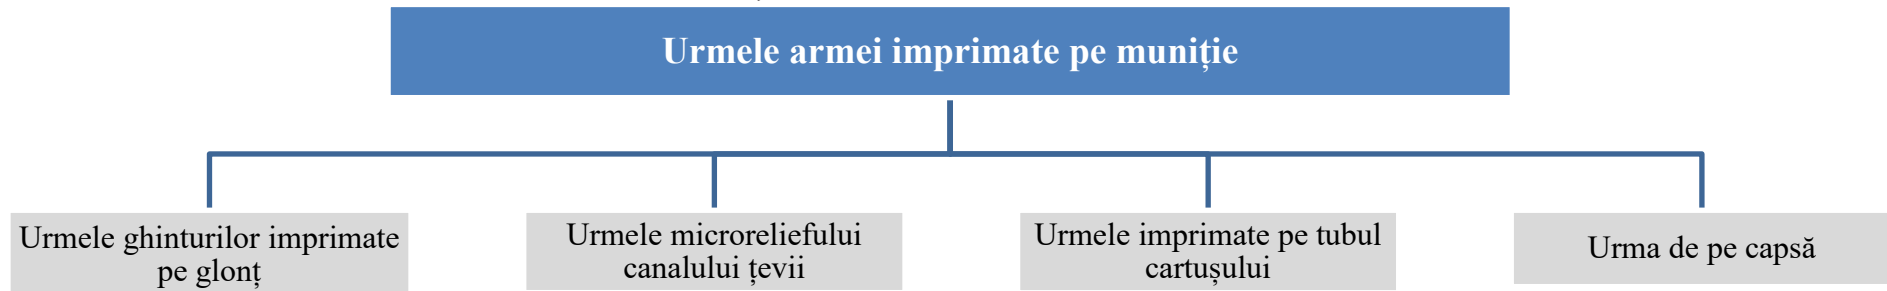 Urmele armei imprimate pe muniție
Urmele ghinturilor imprimate
pe glonț
Urmele microreliefului
canalului țevii
Urmele imprimate pe tubul
cartușului
Urma de pe capsă